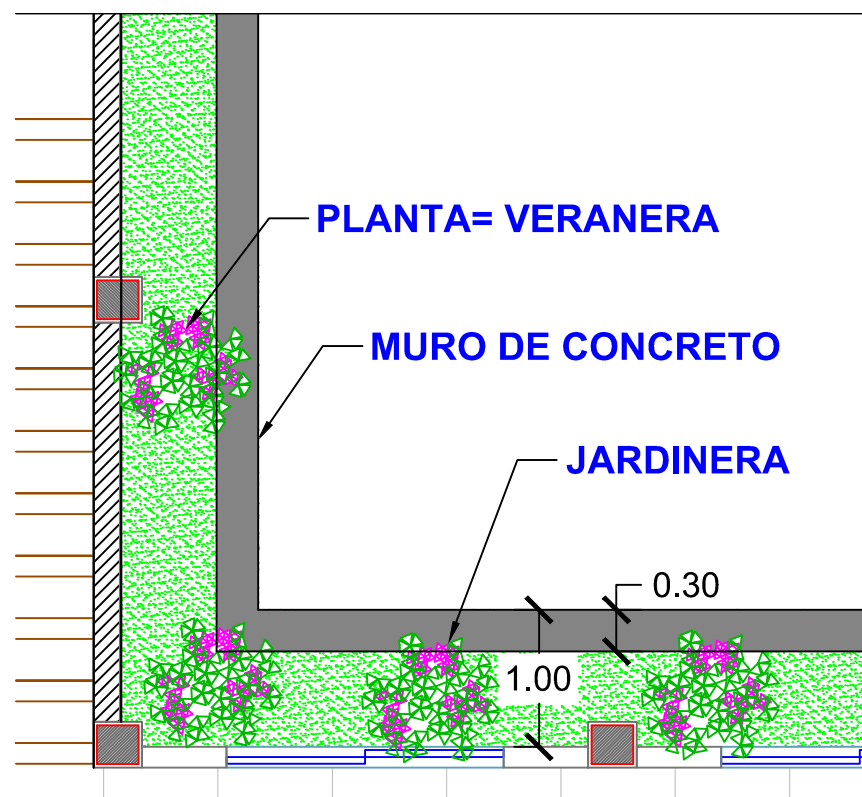 PLANTA= VERANERA
MURO DE CONCRETO
JARDINERA
0.30
1.00